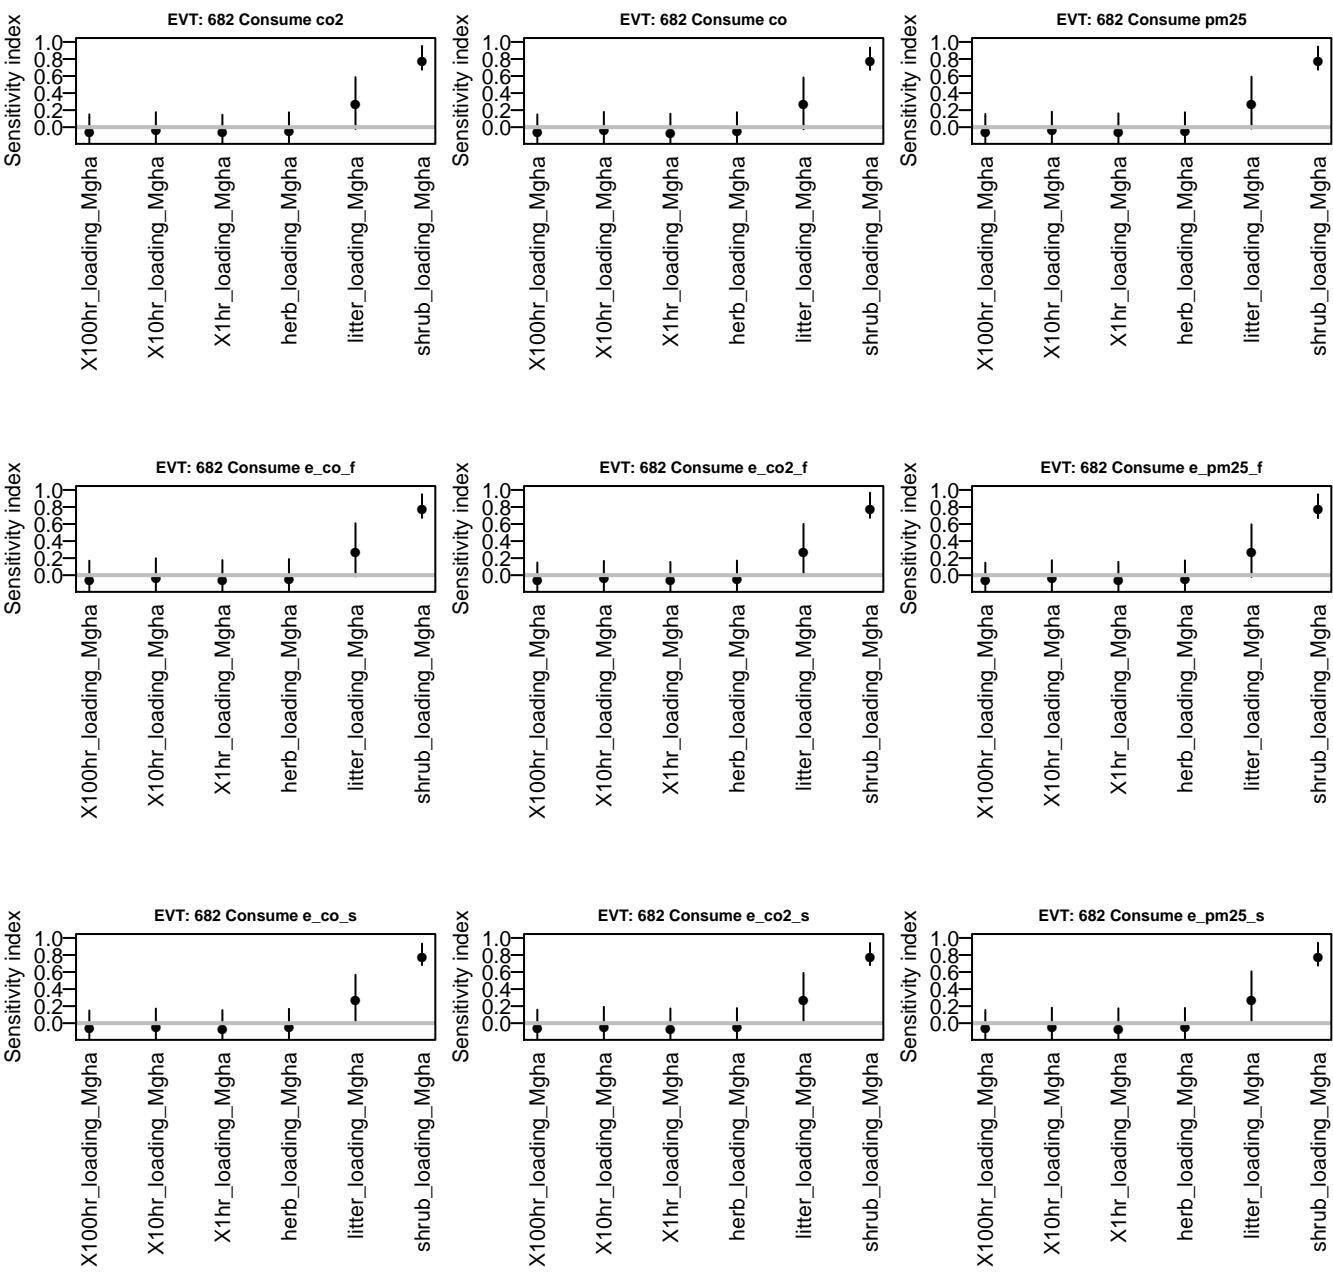 EVT: 682 Consume co2
Sensitivity index
1.0
0.8
0.6
0.4
0.2
0.0
X100hr_loading_Mgha
X10hr_loading_Mgha
X1hr_loading_Mgha
herb_loading_Mgha
litter_loading_Mgha
shrub_loading_Mgha
EVT: 682 Consume co
Sensitivity index
1.0
0.8
0.6
0.4
0.2
0.0
X100hr_loading_Mgha
X10hr_loading_Mgha
X1hr_loading_Mgha
herb_loading_Mgha
litter_loading_Mgha
shrub_loading_Mgha
EVT: 682 Consume pm25
Sensitivity index
1.0
0.8
0.6
0.4
0.2
0.0
X100hr_loading_Mgha
X10hr_loading_Mgha
X1hr_loading_Mgha
herb_loading_Mgha
litter_loading_Mgha
shrub_loading_Mgha
EVT: 682 Consume e_co_f
Sensitivity index
1.0
0.8
0.6
0.4
0.2
0.0
X100hr_loading_Mgha
X10hr_loading_Mgha
X1hr_loading_Mgha
herb_loading_Mgha
litter_loading_Mgha
shrub_loading_Mgha
EVT: 682 Consume e_co2_f
Sensitivity index
1.0
0.8
0.6
0.4
0.2
0.0
X100hr_loading_Mgha
X10hr_loading_Mgha
X1hr_loading_Mgha
herb_loading_Mgha
litter_loading_Mgha
shrub_loading_Mgha
EVT: 682 Consume e_pm25_f
Sensitivity index
1.0
0.8
0.6
0.4
0.2
0.0
X100hr_loading_Mgha
X10hr_loading_Mgha
X1hr_loading_Mgha
herb_loading_Mgha
litter_loading_Mgha
shrub_loading_Mgha
EVT: 682 Consume e_co_s
Sensitivity index
1.0
0.8
0.6
0.4
0.2
0.0
X100hr_loading_Mgha
X10hr_loading_Mgha
X1hr_loading_Mgha
herb_loading_Mgha
litter_loading_Mgha
shrub_loading_Mgha
EVT: 682 Consume e_co2_s
Sensitivity index
1.0
0.8
0.6
0.4
0.2
0.0
X100hr_loading_Mgha
X10hr_loading_Mgha
X1hr_loading_Mgha
herb_loading_Mgha
litter_loading_Mgha
shrub_loading_Mgha
EVT: 682 Consume e_pm25_s
Sensitivity index
1.0
0.8
0.6
0.4
0.2
0.0
X100hr_loading_Mgha
X10hr_loading_Mgha
X1hr_loading_Mgha
herb_loading_Mgha
litter_loading_Mgha
shrub_loading_Mgha